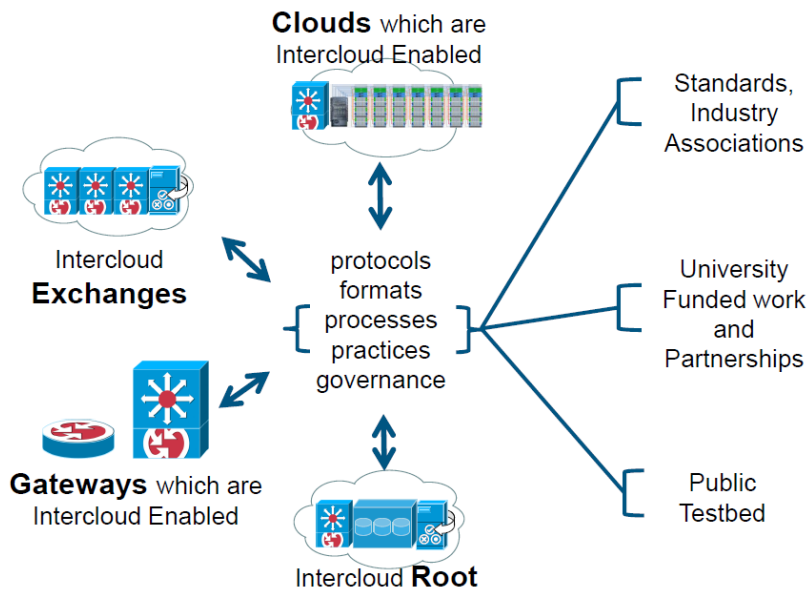 Clouds which are
Intercloud Enabled
Standards,
Industry
Associations
Intercloud
Exchanges
protocols
formats
processes
practices
governance
University
Funded work
and
Partnerships
Gateways which are
Intercloud Enabled
Public
Testbed
Intercloud Root